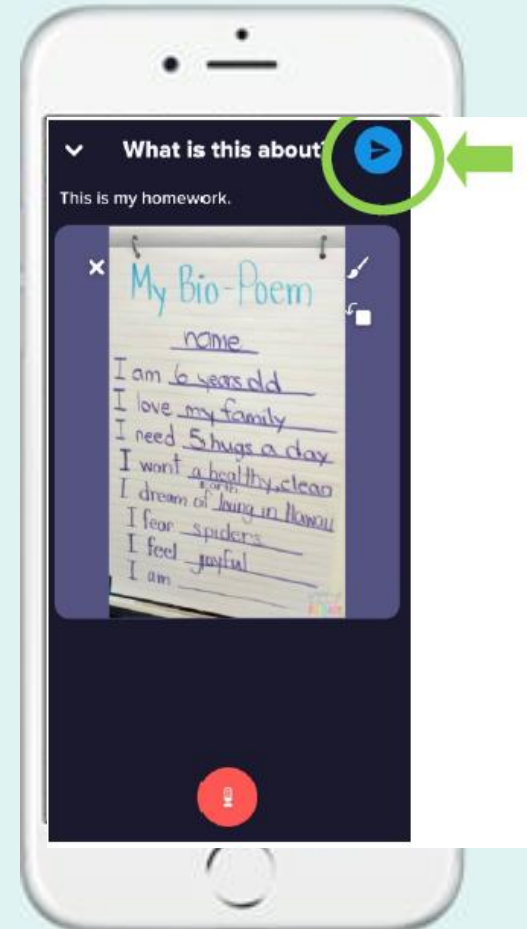 What is this about?
This is my homework.
My Bio-Poem
name
I am 6 years old
I love my family
I need 5 hugs a day
I want a healthy, clean
earth
I dream of living in Hawaii
I fear spiders
I feel joyful
I am